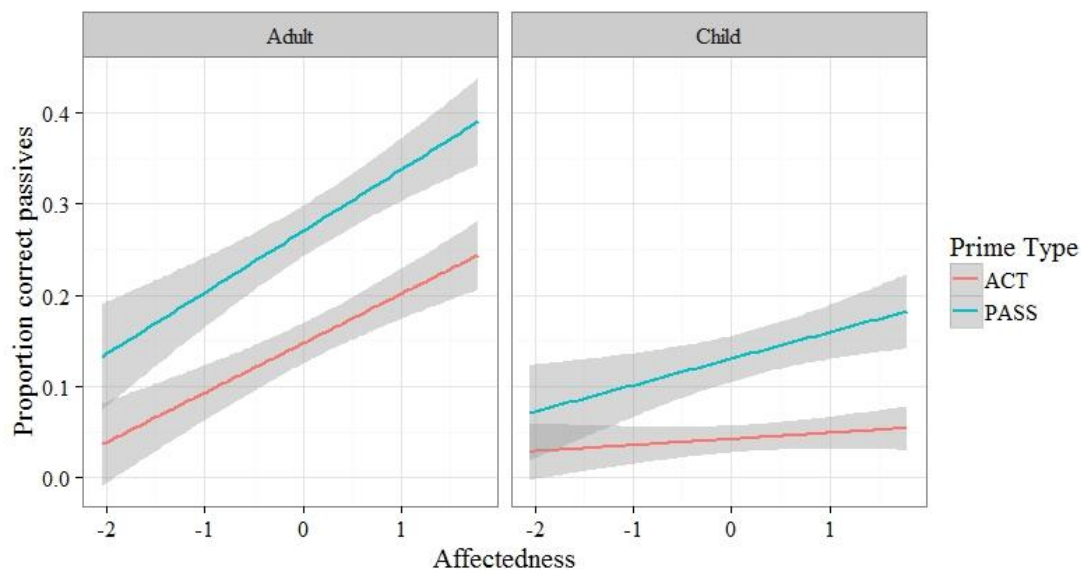 Adult
Child
Proportion correct passives
0.4
0.3
0.2
0.1
0.0
-2 -1 0 1
-2 -1 0 1
Affectedness
Prime Type
ACT
PASS